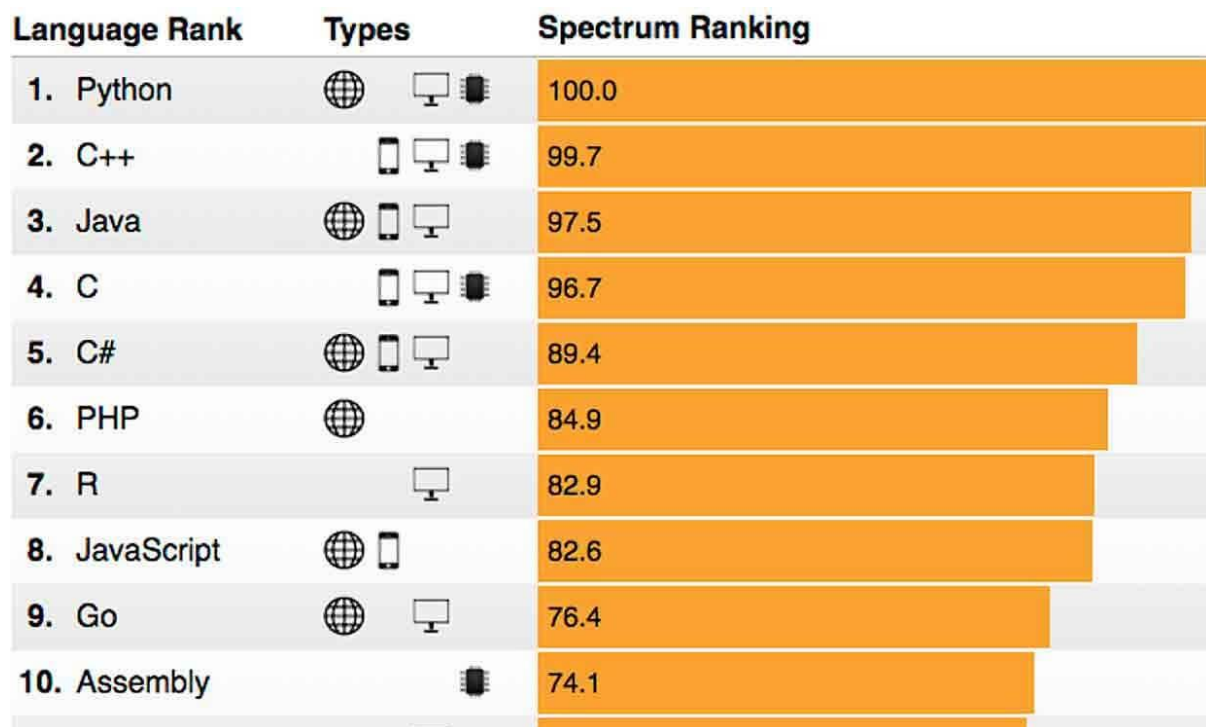 Language Rank Types Spectrum Ranking
1. Python 100.0
2. C++ 99.7
3. Java 97.5
4. C 96.7
5. C# 89.4
6. PHP 84.9
7. R 82.9
8. JavaScript 82.6
9. Go 76.4
10. Assembly 74.1